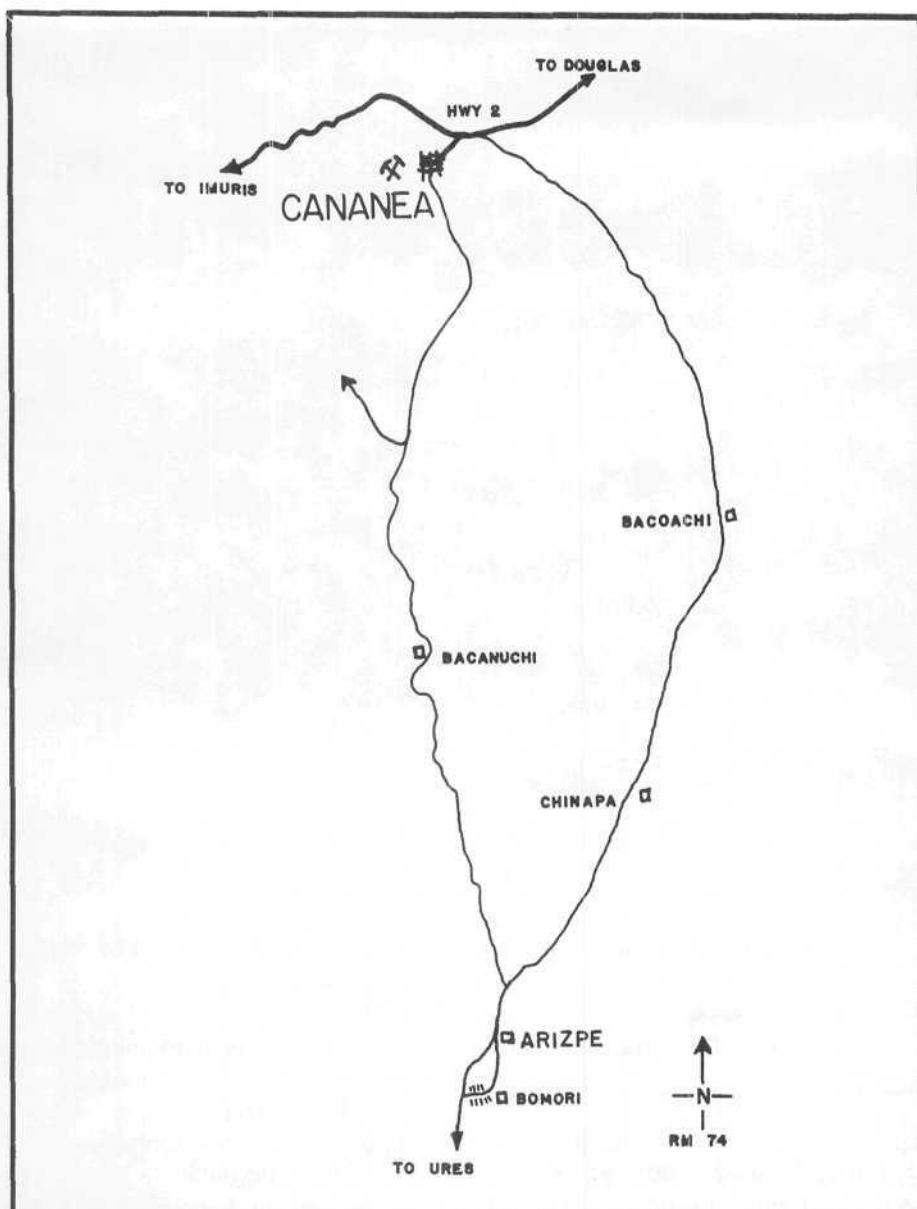 TO DOUGLAS
HWY 2
TO IMURIS
CANANEA
BACOACHI
BACANUCHI
CHINAPA
ARIZPE
BOMORI
N
RM 74
TO URES